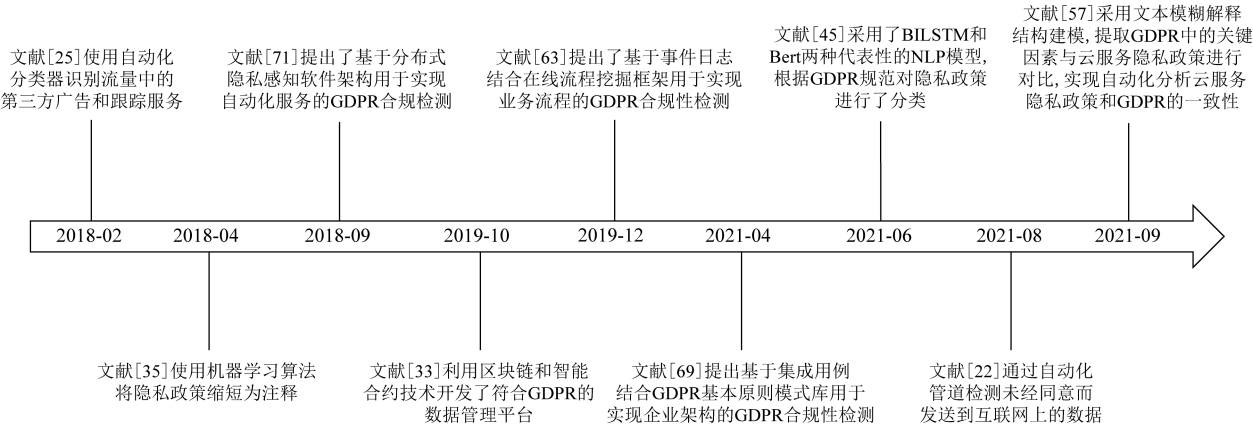 文献[25]使用自动化
分类器识别流量中的
第三方广告和跟踪服务
文献[71]提出了基于分布式
隐私感知软件架构用于实现
自动化服务的GDPR合规检测
文献[63]提出了基于事件日志
结合在线流程挖掘框架用于实现
业务流程的GDPR合规性检测
文献[45]采用了BILSTM和
Bert两种代表性的NLP模型,
根据GDPR规范对隐私政策
进行了分类
文献[57]采用文本模糊解释
结构建模,提取GDPR中的关键
因素与云服务隐私政策进行
对比,实现自动化分析云服务
隐私政策和GDPR的一致性
2018-02 2018-04 2018-09 2019-10 2019-12 2021-04 2021-06 2021-08 2021-09
文献[35]使用机器学习算法
将隐私政策缩短为注释
文献[33]利用区块链和智能
合约技术开发了符合GDPR的
数据管理平台
文献[69]提出基于集成用例
结合GDPR基本原则模式库用于
实现企业架构的GDPR合规性检测
文献[22]通过自动化
管道检测未经同意而
发送到互联网上的数据